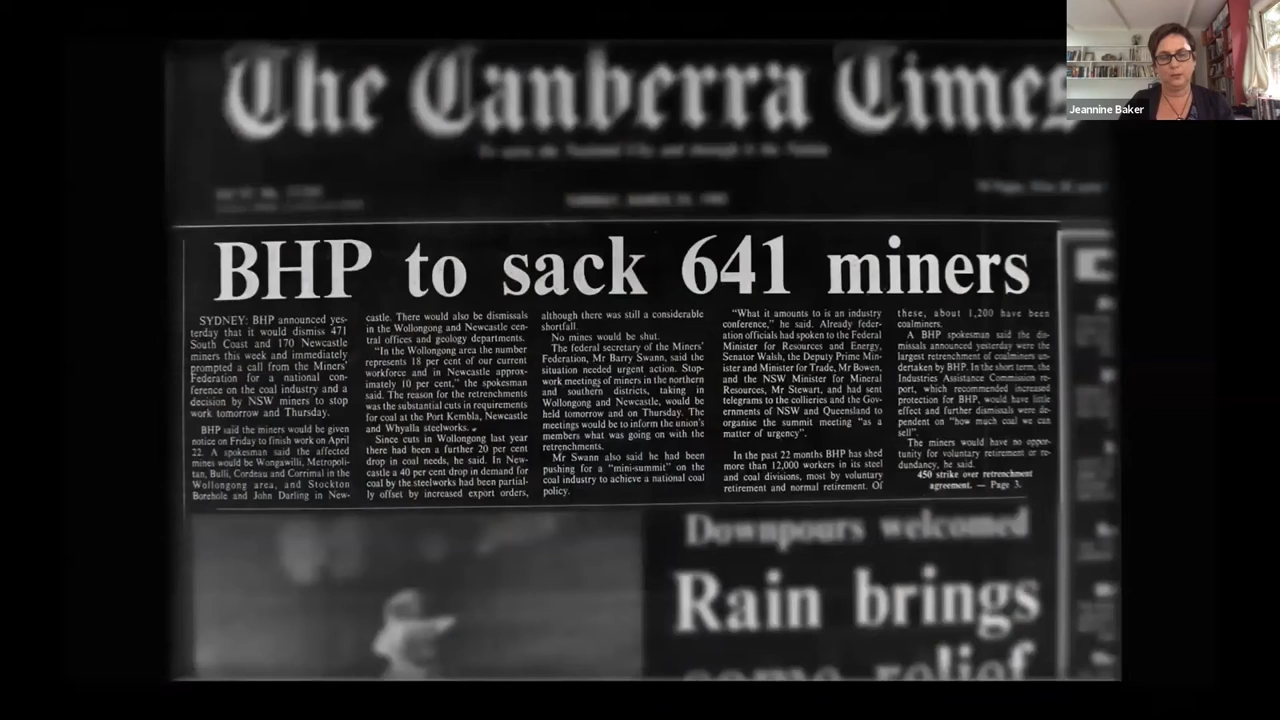 The Canberra Times
Jeannine Baker
BHP to sack 641 miners
SYDNEY: BHP announced yes-
terday that it would dismiss 471
South Coast and 170 Newcastle
miners this week and immediately
prompted a call from the Miners'
Federation for a national con-
ference on the coal industry and a
decision by NSW miners to stop
work tomorrow and Thursday.
BHP said the miners would be given
notice on Friday to finish work on April
22. A spokesman said the affected
mines would be Wongawilli, Metropoli-
tan, Bulli, Cordeau and Corrimal in the
Wollongong area, and Stockton
Borehole and John Darling in New-
castle. There would also be dismissals
in the Wollongong and Newcastle cen-
tral offices and geology departments.
"In the Wollongong area the number
represents 18 per cent of our current
workforce and in Newcastle approx-
imately 10 per cent," the spokesman
said. The reason for the retrenchments
was the substantial cuts in requirements
for coal at the Port Kembla, Newcastle
and Whyalla steelworks.
Since cuts in Wollongong last year
there had been a further 20 per cent
drop in coal needs, he said. In New-
castle a 40 per cent drop in demand for
coal by the steelworks had been partial-
ly offset by increased export orders,
although there was still a considerable
shortfall.
No mines would be shut.
The federal secretary of the Miners'
Federation, Mr Barry Swann, said the
situation needed urgent action. Stop-
work meetings of miners in the northern
and southern districts, taking in
Wollongong and Newcastle, would be
held tomorrow and on Thursday. The
meetings would be to inform the union's
members what was going on with the
retrenchments.
Mr Swann also said he had been
pushing for a "mini-summit" on the
coal industry to achieve a national coal
policy.
"What it amounts to is an industry
conference," he said. Already feder-
ation officials had spoken to the Federal
Minister for Resources and Energy,
Senator Walsh, the Deputy Prime Min-
ister and Minister for Trade, Mr Bowen,
and the NSW Minister for Mineral
Resources, Mr Stewart, and had sent
telegrams to the collieries and the Gov-
ernments of NSW and Queensland to
organise the summit meeting "as a
matter of urgency".
In the past 22 months BHP has shed
more than 12,000 workers in its steel
and coal divisions, most by voluntary
retirement and normal retirement. Of
these, about 1,200 have been
coalminers.
A BHP spokesman said the dis-
missals announced yesterday were the
largest retrenchment of coalminers un-
dertaken by BHP. In the short term, the
Industries Assistance Commission re-
port, which recommended increased
protection for BHP, would have little
effect and further dismissals were de-
pendent on "how much coal we can
sell".
The miners would have no oppor-
tunity for voluntary retirement or re-
dundancy, he said.
450 strike over retrenchment
agreement. — Page 3.
Downpours welcomed
Rain brings
some relief